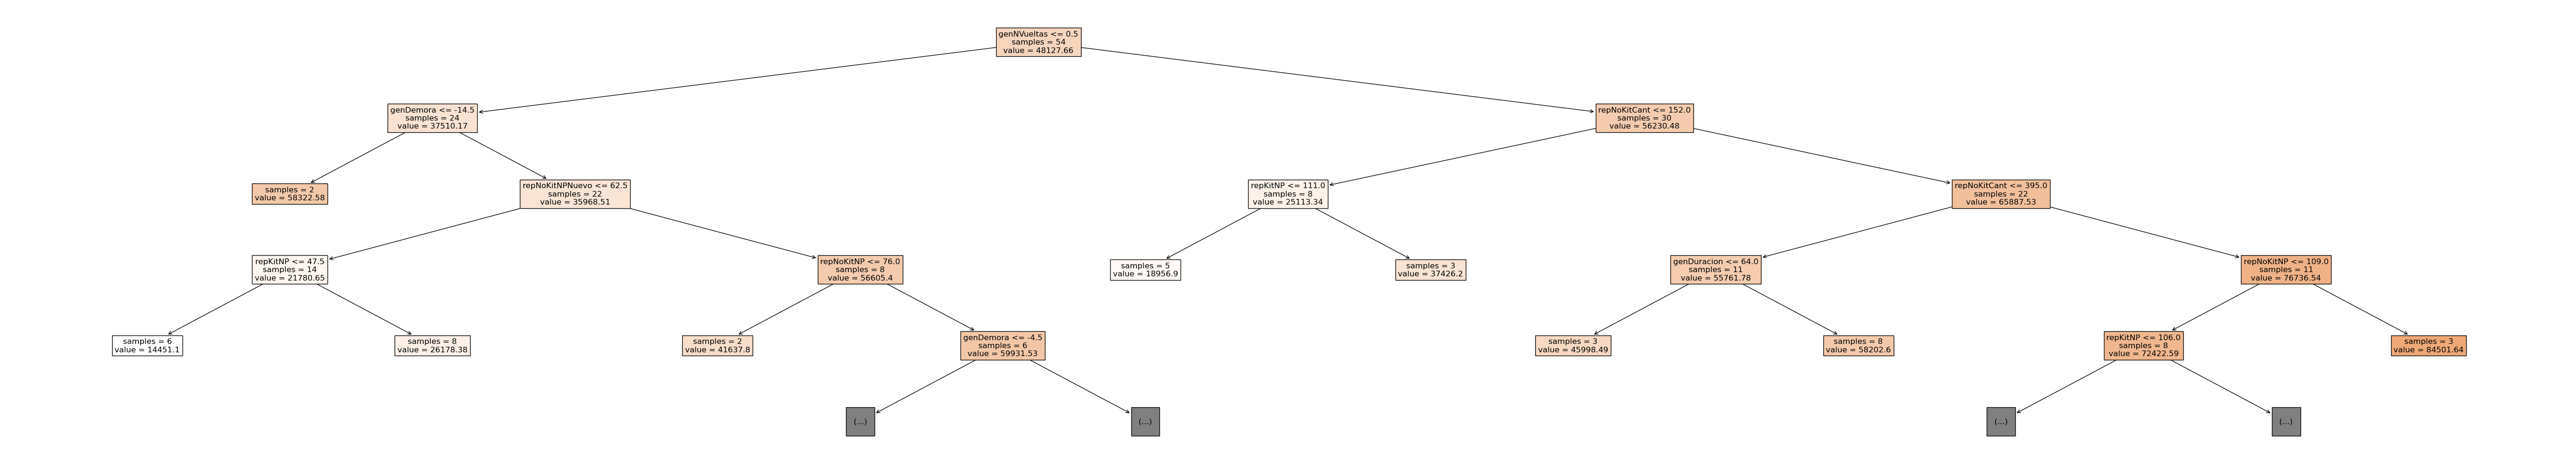 genNVueltas <= 0.5
samples = 54
value = 48127.66
genDemora <= -14.5
samples = 24
value = 37510.17
repNoKitCant <= 152.0
samples = 30
value = 56230.48
samples = 2
value = 58322.58
repNoKitNPNuevo <= 62.5
samples = 22
value = 35968.51
repKitNP <= 111.0
samples = 8
value = 25113.34
repNoKitCant <= 395.0
samples = 22
value = 65887.53
repKitNP <= 47.5
samples = 14
value = 21780.65
repNoKitNP <= 76.0
samples = 8
value = 56605.4
samples = 5
value = 18956.9
samples = 3
value = 37426.2
genDuracion <= 64.0
samples = 11
value = 55761.78
repNoKitNP <= 109.0
samples = 11
value = 76736.54
samples = 6
value = 14451.1
samples = 8
value = 26178.38
samples = 2
value = 41637.8
genDemora <= -4.5
samples = 6
value = 59931.53
samples = 3
value = 45998.49
samples = 8
value = 58202.6
repKitNP <= 106.0
samples = 8
value = 72422.59
samples = 3
value = 84501.64
(...)
(...)
(...)
(...)